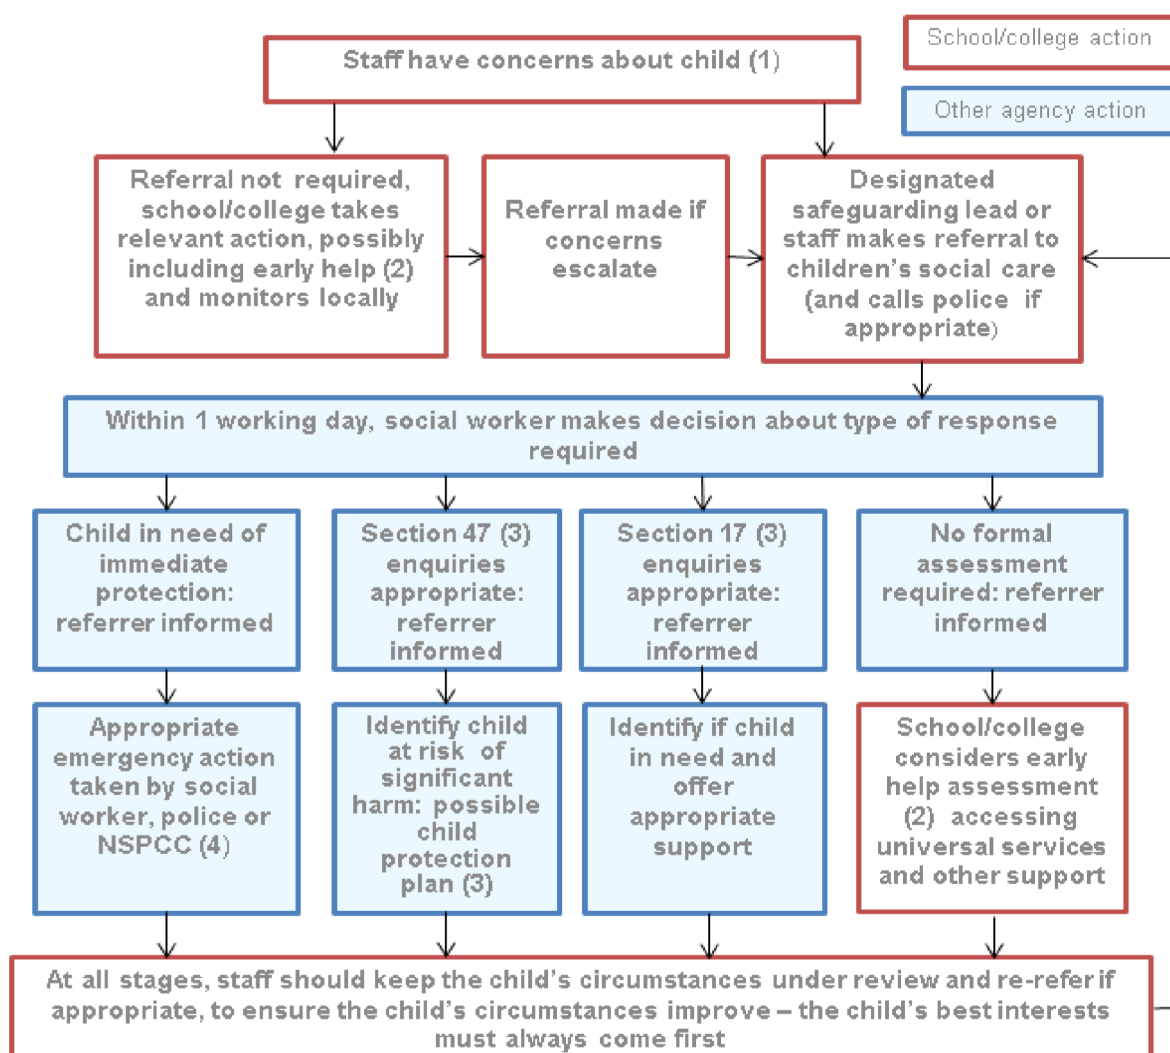 School/college action
Staff have concerns about child (1)
Other agency action
Referral not required,
school/college takes
relevant action, possibly
including early help (2)
and monitors locally
Referral made if
concerns
escalate
Designated
safeguarding lead or
staff makes referral to
children’s social care
(and calls police if
appropriate)
Within 1 working day, social worker makes decision about type of response
required
Child in need of
immediate
protection:
referrer informed
Section 47 (3)
enquiries
appropriate:
referrer
informed
Section 17 (3)
enquiries
appropriate:
referrer
informed
No formal
assessment
required: referrer
informed
Appropriate
emergency action
taken by social
worker, police or
NSPCC (4)
Identify child
at risk of
significant
harm: possible
child
protection
plan (3)
Identify if child
in need and
offer
appropriate
support
School/college
considers early
help assessment
(2) accessing
universal services
and other support
At all stages, staff should keep the child’s circumstances under review and re-refer if
appropriate, to ensure the child’s circumstances improve – the child’s best interests
must always come first